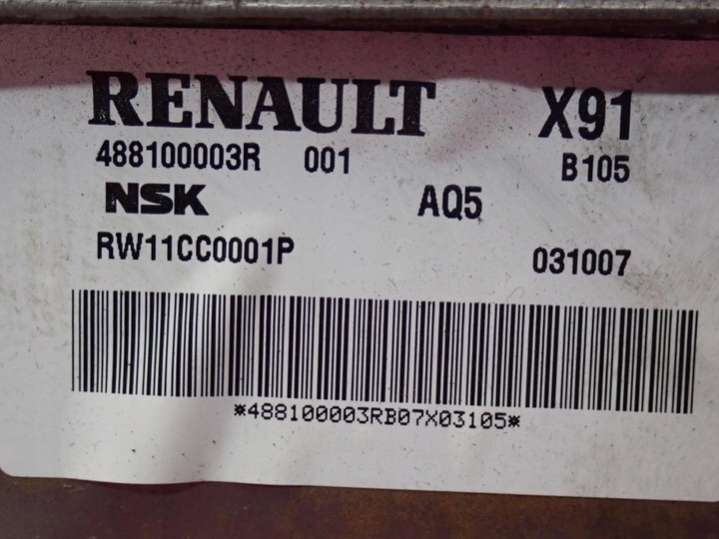 RENAULT X91
488100003R 001 B105
NSK AQ5
RW11CC0001P 031007
*488100003RB07X03105*